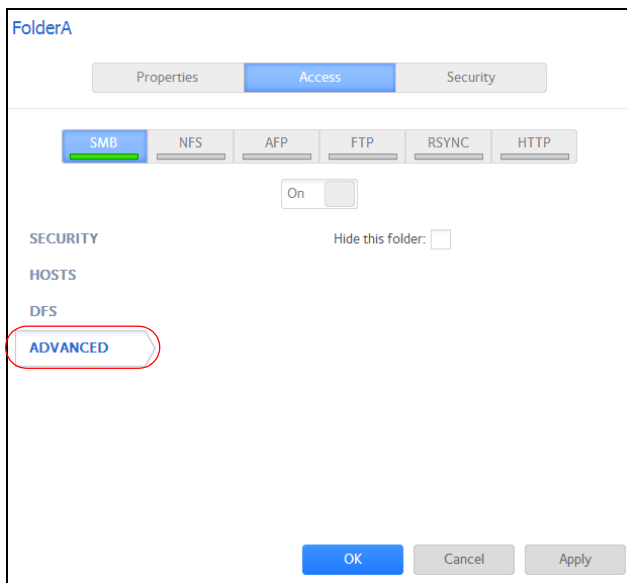 FolderA
Properties Access Security
SMB NFS AFP FTP RSYNC HTTP
On
SECURITY Hide this folder:
HOSTS
DFS
ADVANCED
OK Cancel Apply